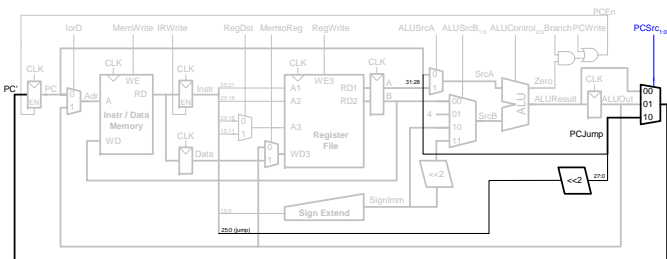 PCEn
IorD MemWrite IRWrite RegDst MemtoReg RegWrite ALUSrcA ALUSrcB1:0 ALUControl2:0 Branch PCWrite PCSrc1:0
CLK CLK CLK CLK CLK CLK
PC' PC EN 0 1 Adr
WE
A RD
Instr / Data
Memory
WD
EN Instr
CLK
Data
25:21
20:16
20:16
15:11
0
1
0
1
WE3
A1 RD1
A2 RD2
A3
Register
File
WD3
A
B
31:28
0
1
SrcA
00
4 01
10
11
SrcB
ALU
Zero
ALUResult
ALUOut
00
01
10
PCJump
<<2
<<2
27:0
SignImm
15:0
Sign Extend
25:0 (jump)